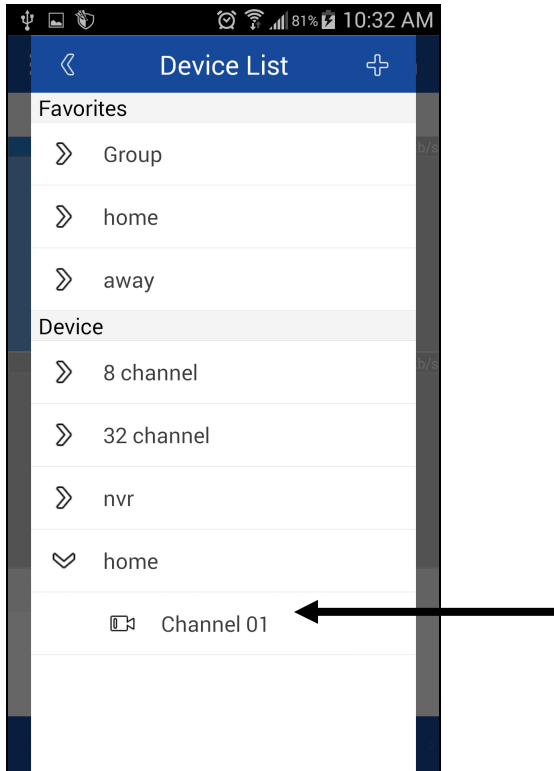 81% 10:32 AM
Device List
Favorites
b/s
Group
home
away
Device
b/s
8 channel
32 channel
nvr
home
Channel 01